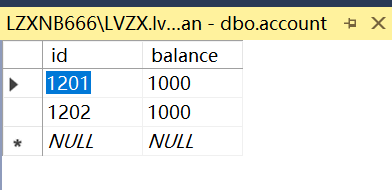 LZXNB666\LVZX.lv...an - dbo.account
id balance
1201 1000
1202 1000
NULL NULL